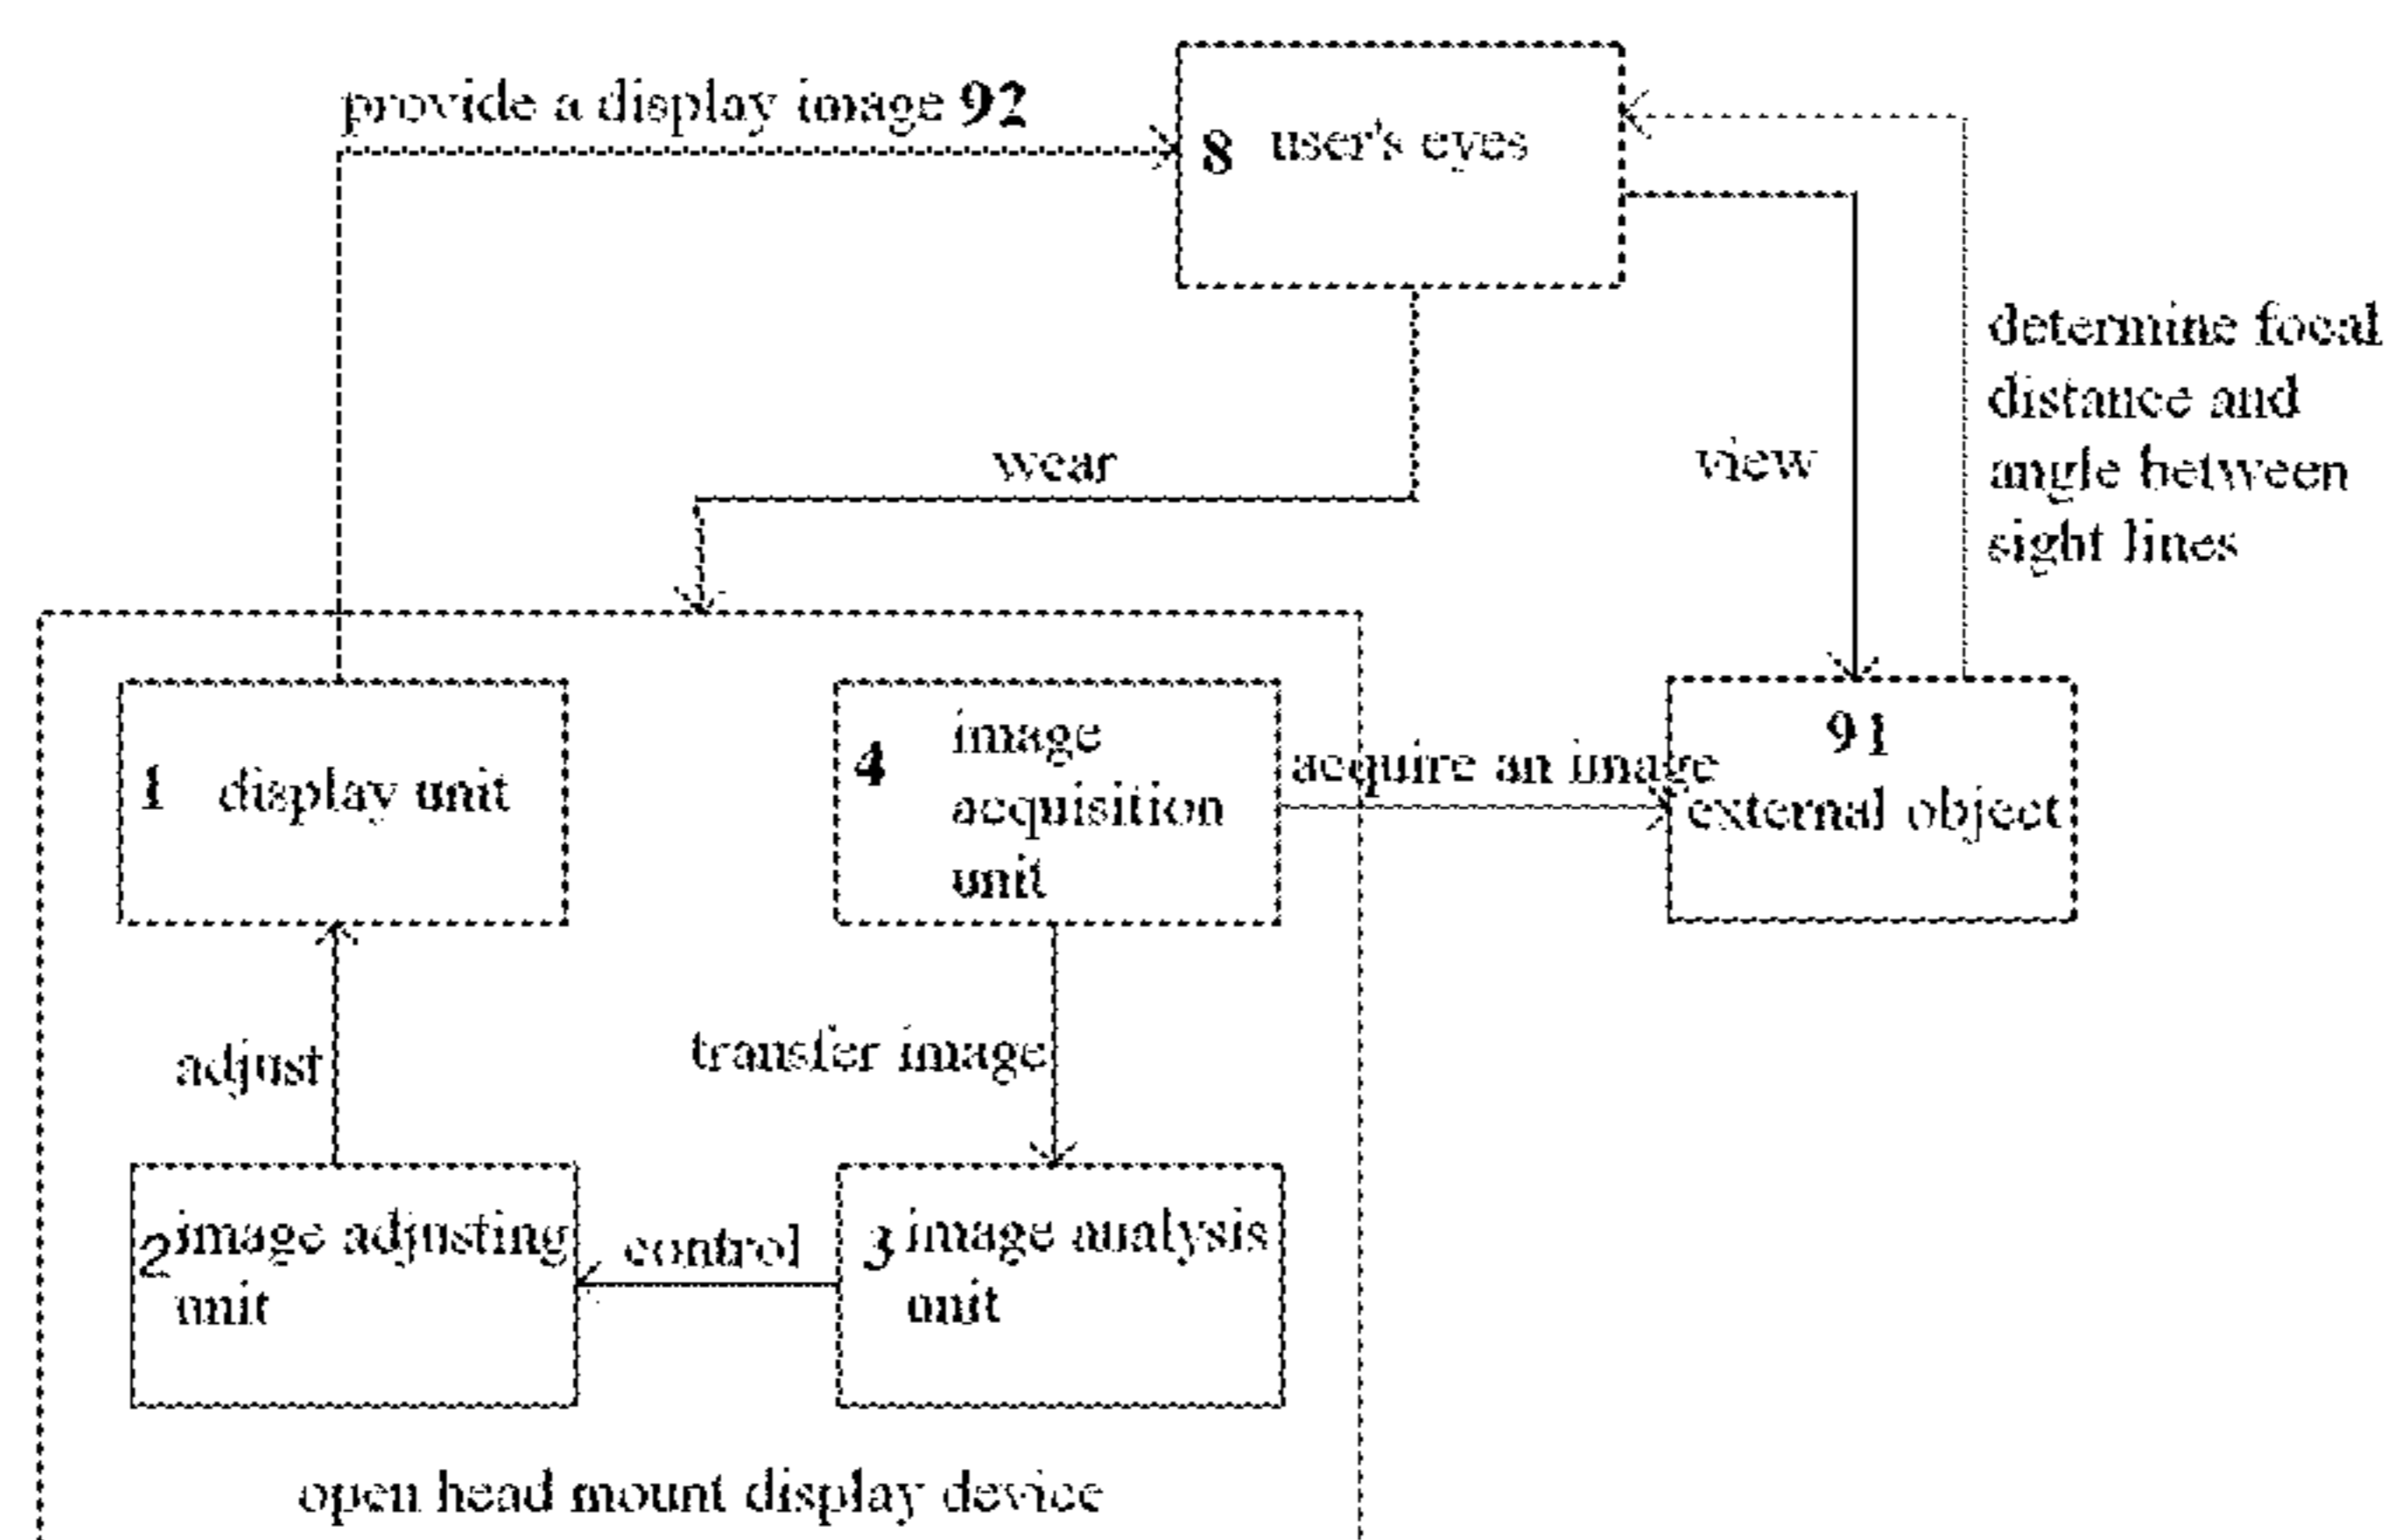 provide a display image 92
8 user's eyes
determine focal
distance and
angle between
sight lines
wear
view
1 display unit
4 image
acquisition
unit
acquire an image
91
external object
adjust
transfer image
2 image adjusting
unit
control
3 image analysis
unit
open head mount display device